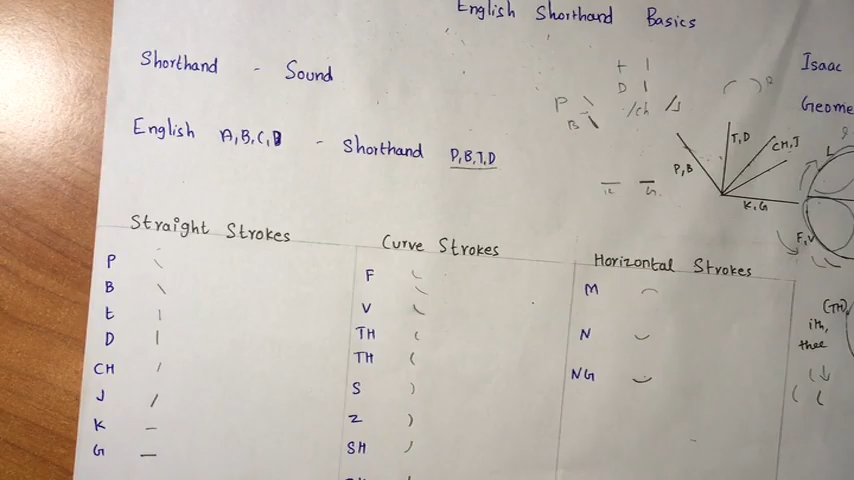 English Shorthand Basics
Shorthand - Sound
Isaac
T
D
P
/ch /J
B
Geome
English A,B,C,D - Shorthand P,B,T,D
T,D
CH,J
L
P,B
K,G
F,V
Straight Strokes
P
B
t
D
CH
J
K
G
Curve Strokes
F
V
TH
TH
S
Z
SH
Horizontal Strokes
M
N
NG
(TH)
ith,
thee